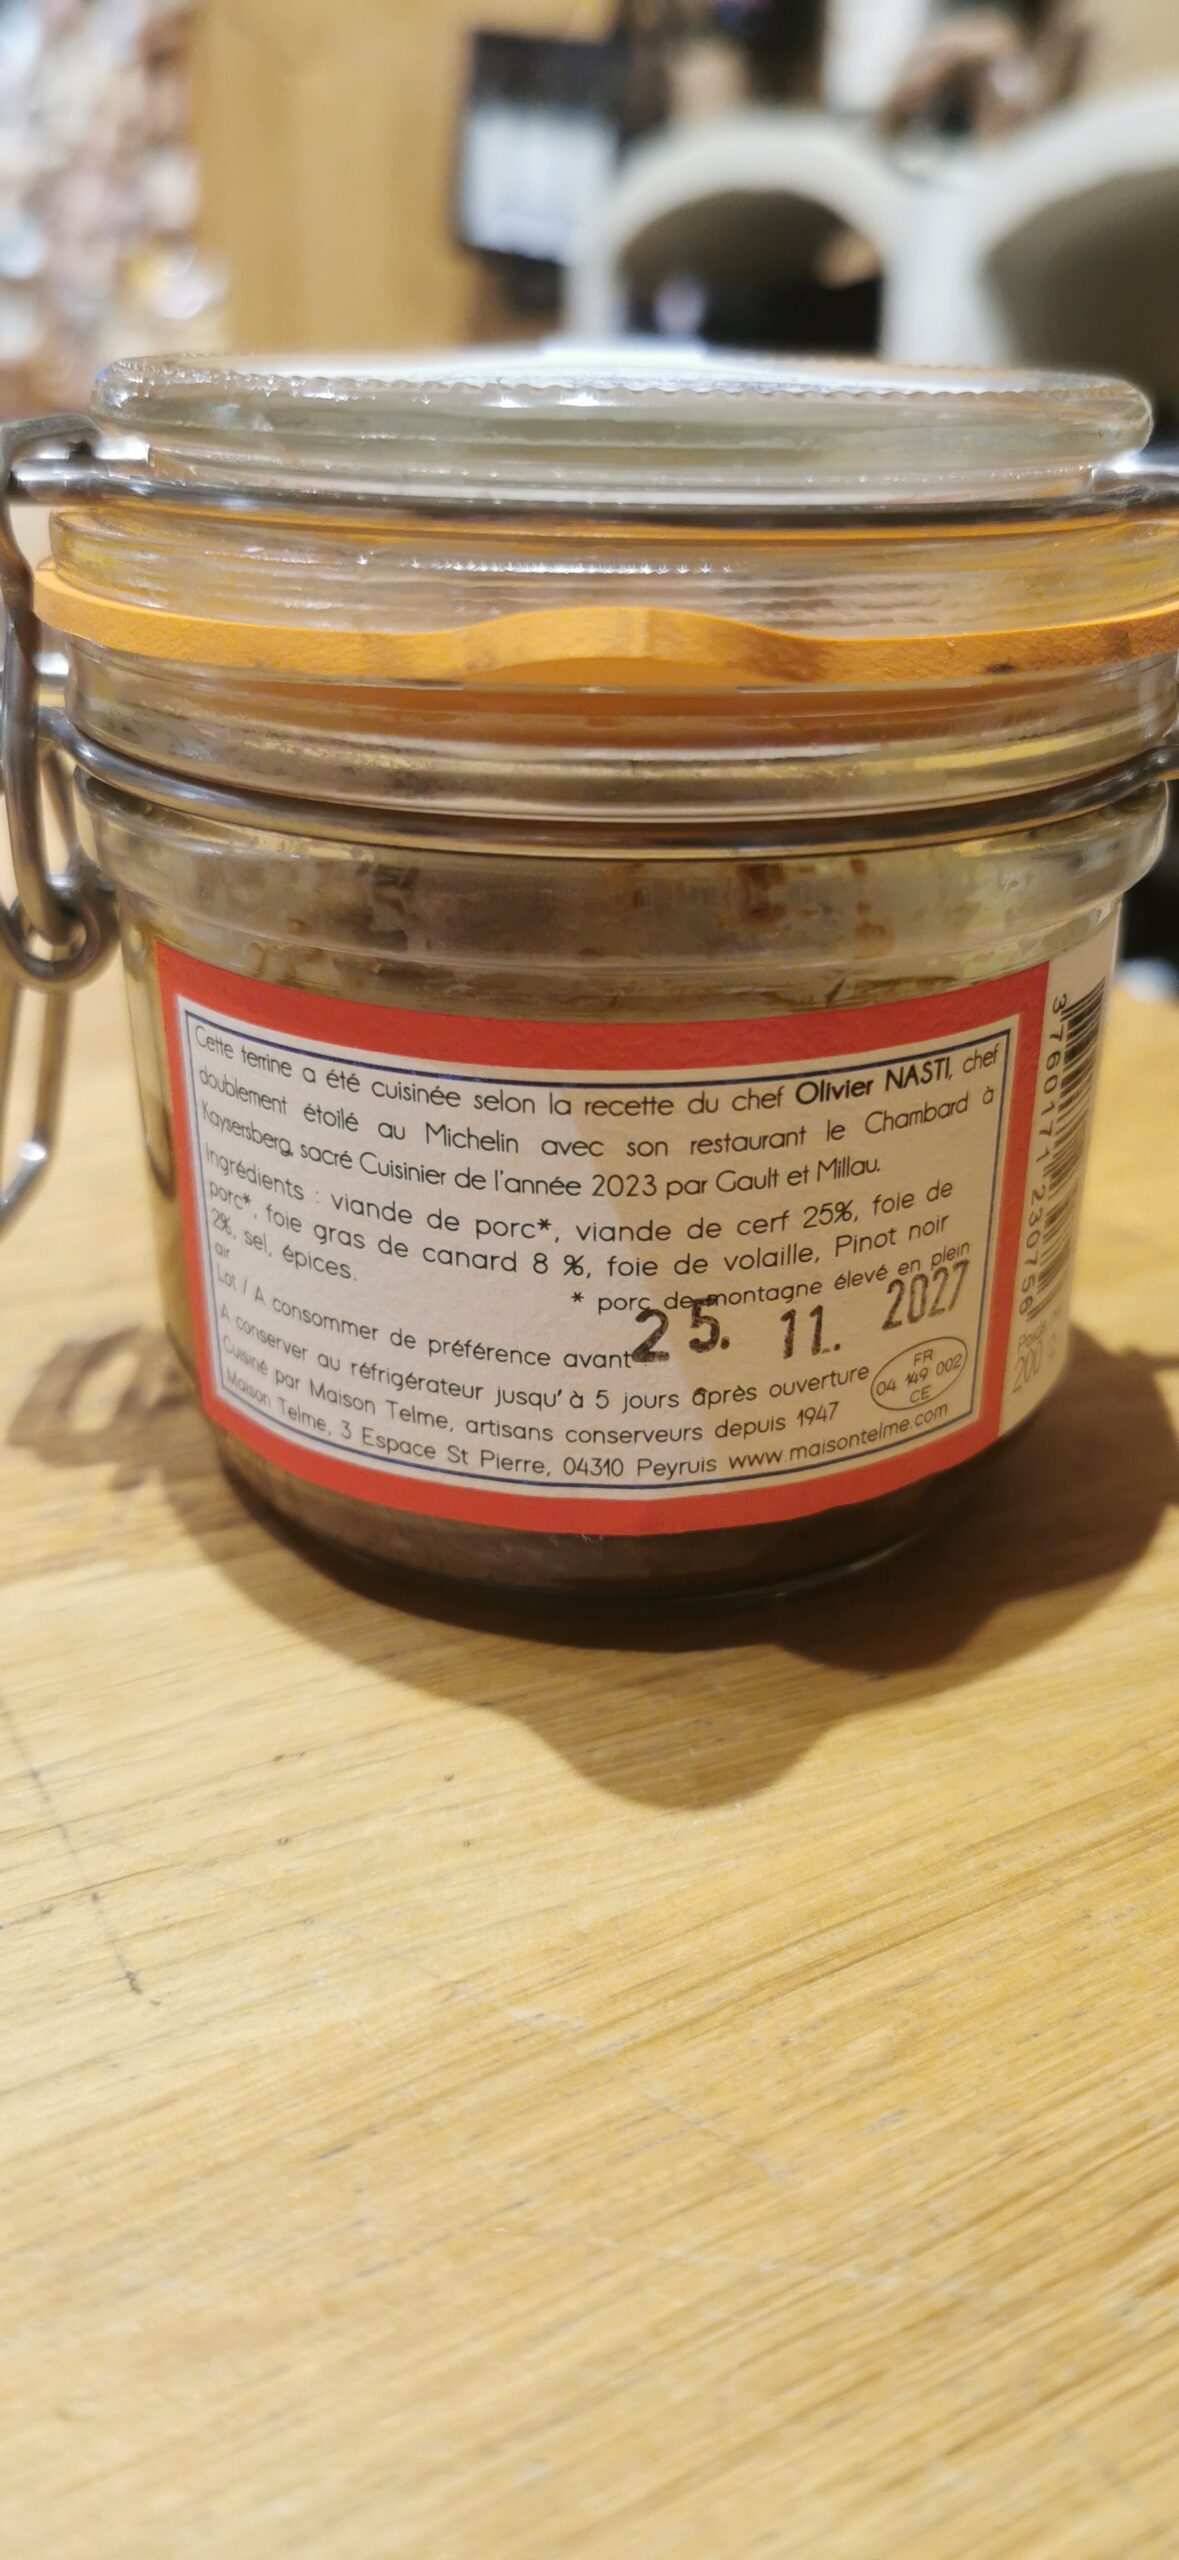 Cette terrine a été cuisinée selon la recette du chef Olivier NASTI, chef
doublement étoilé au Michelin avec son restaurant le Chambard à
Kaysersberg, sacré Cuisinier de l'année 2023 par Gault et Millau.
Ingrédients : viande de porc*, viande de cerf 25%, foie de
porc*, foie gras de canard 8 %, foie de volaille, Pinot noir
2%, sel, épices.
* porc de montagne élevé en plein
air
Lot / A consommer de préférence avant 25. 11. 2027
A conserver au réfrigérateur jusqu' à 5 jours après ouverture
Cuisiné par Maison Telme, artisans conserveurs depuis 1947
Maison Telme, 3 Espace St Pierre, 04310 Peyruis www.maisontelme.com
FR
04 149 002
CE
3 760171 230756
200